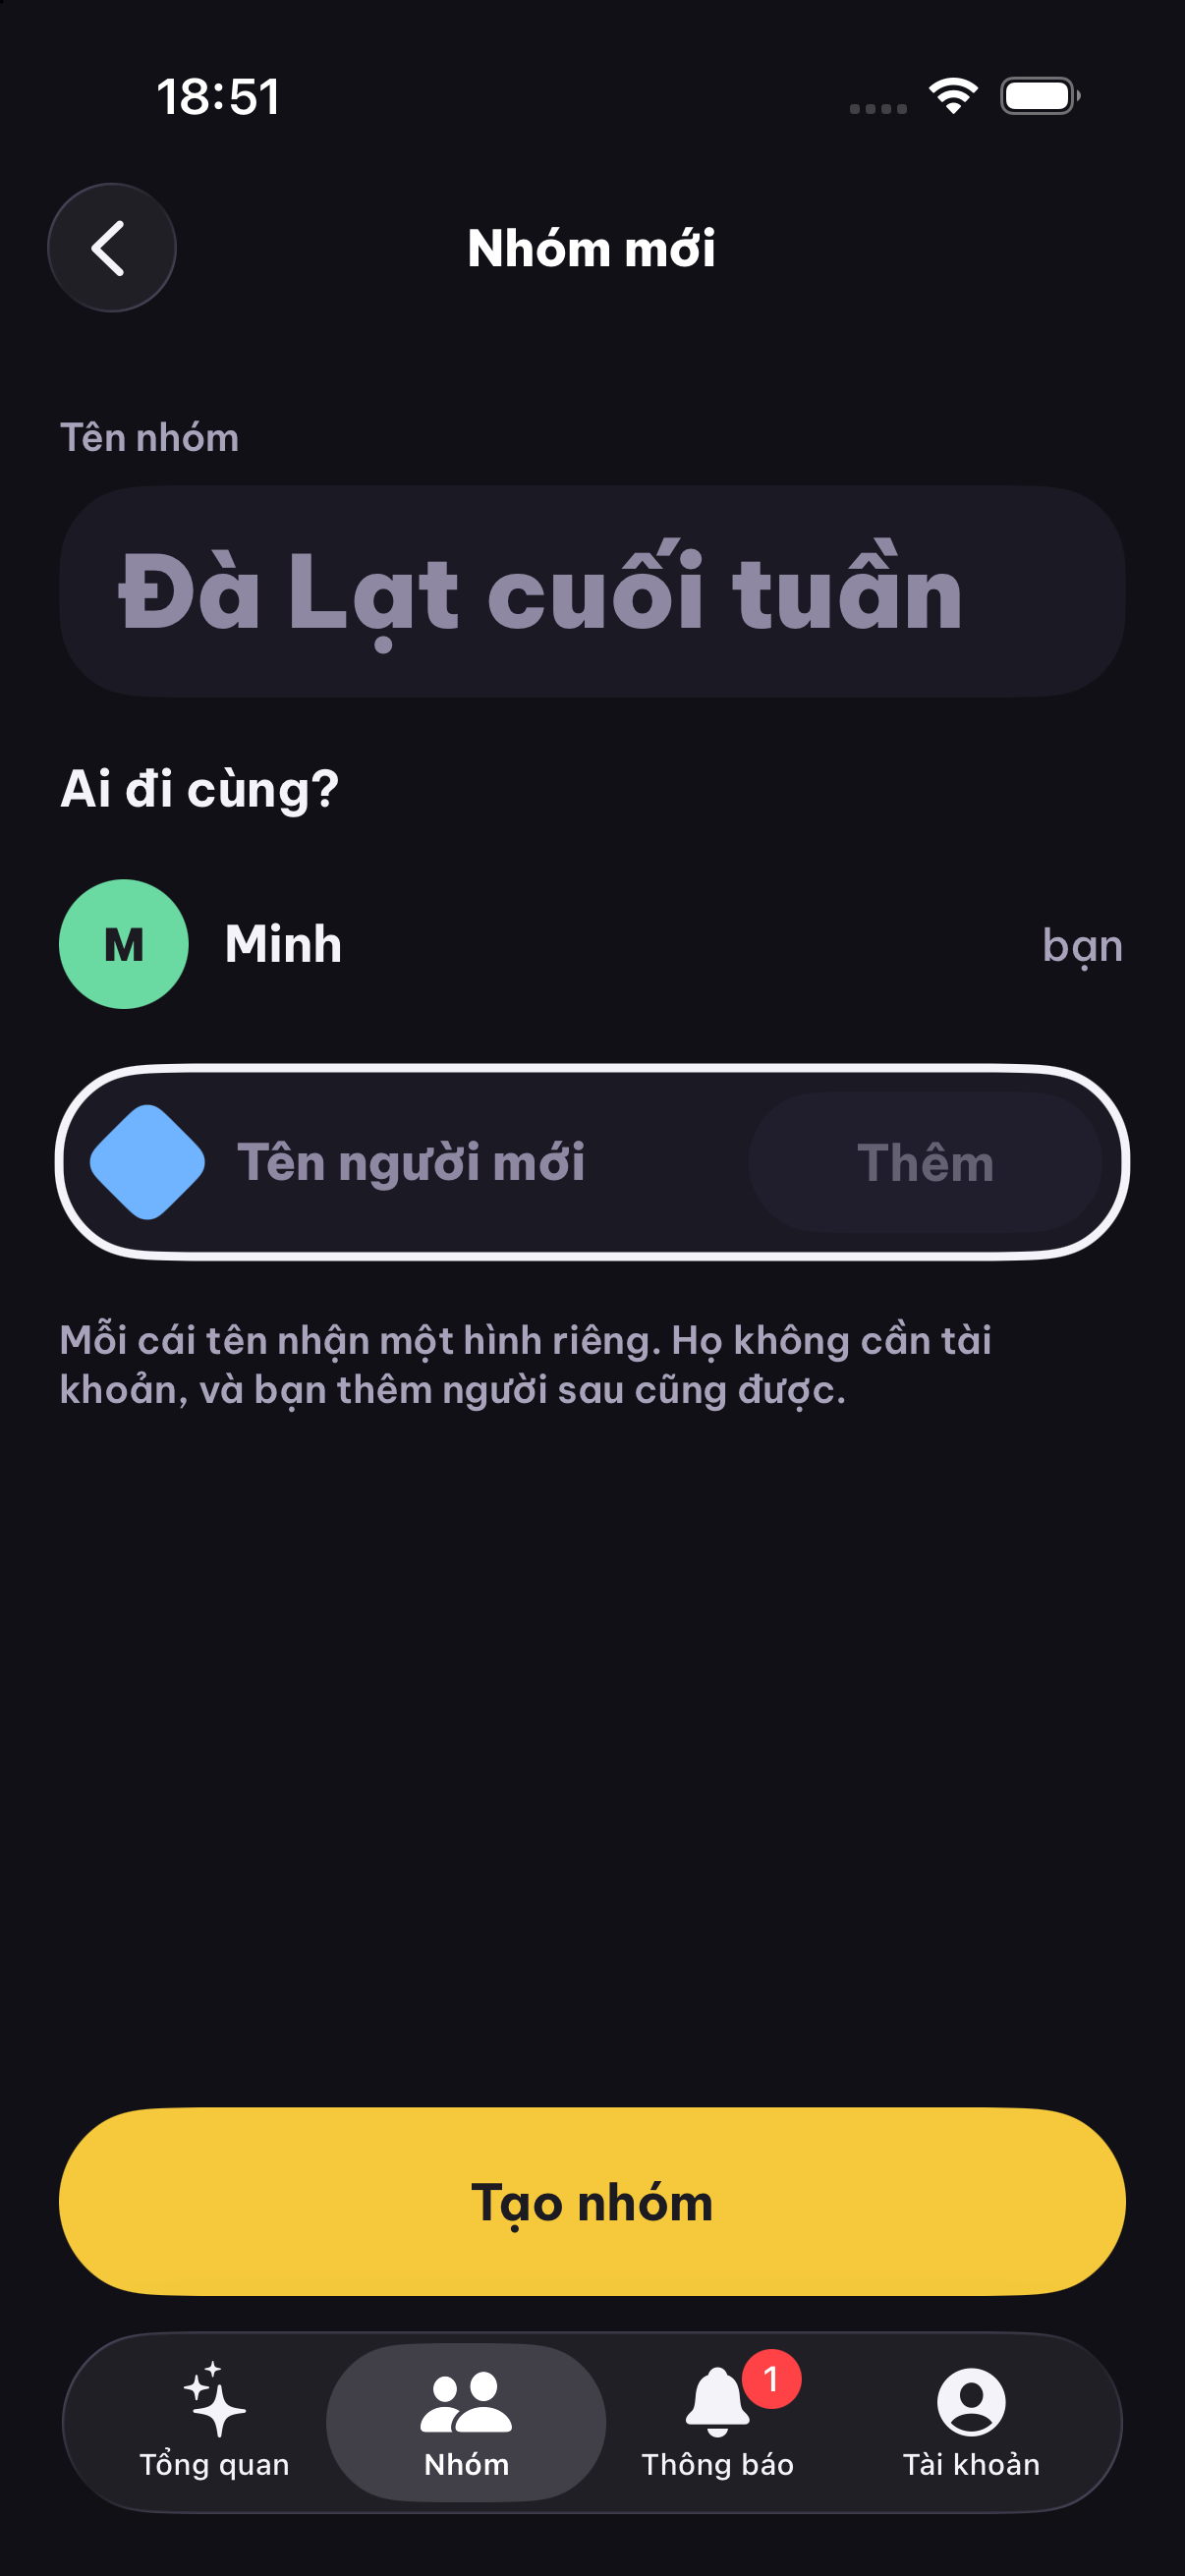 18:51
Nhóm mới
Tên nhóm
Đà Lạt cuối tuần
Ai đi cùng?
M Minh bạn
Tên người mới Thêm
Mỗi cái tên nhận một hình riêng. Họ không cần tài
khoản, và bạn thêm người sau cũng được.
Tạo nhóm
1
Tổng quan Nhóm Thông báo Tài khoản